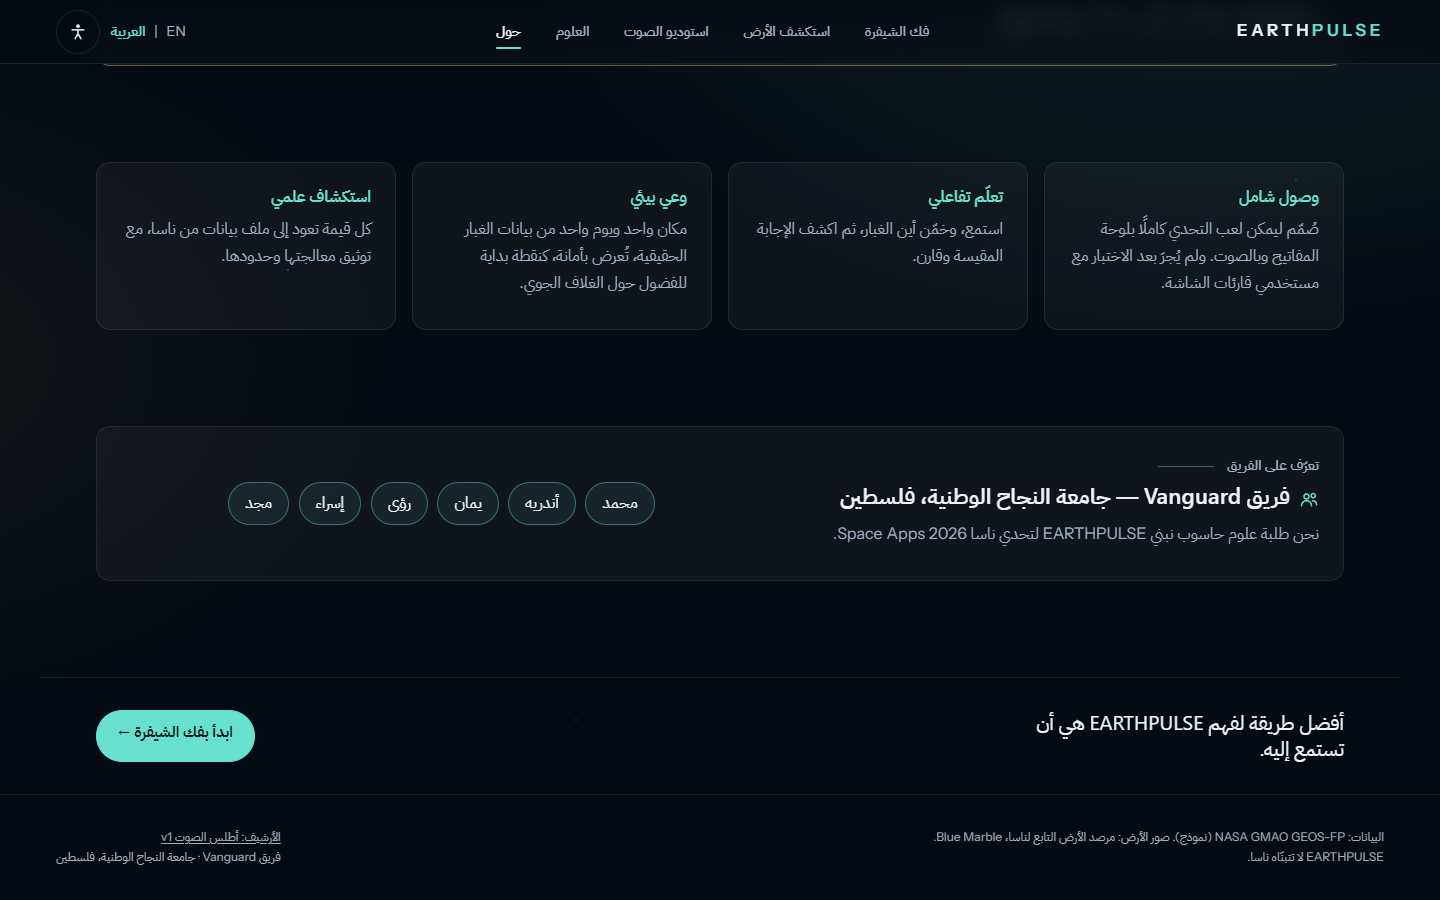 EARTHPULSE
فك الشيفرة
استكشف الأرض
استوديو الصوت
العلوم
حول
العربية | EN
وصول شامل
صُمّم ليمكن لعب التحدي كاملًا بلوحة
المفاتيح وبالصوت. ولم يُجرَ بعد الاختبار مع
مستخدمي قارئات الشاشة.
تعلّم تفاعلي
استمع، وخمّن أين الغبار، ثم اكشف الإجابة
المقيسة وقارن.
وعي بيئي
مكان واحد ويوم واحد من بيانات الغبار
الحقيقية، تُعرض بأمانة، كنقطة بداية
للفضول حول الغلاف الجوي.
استكشاف علمي
كل قيمة تعود إلى ملف بيانات من ناسا، مع
توثيق معالجتها وحدودها.
تعرّف على الفريق
فريق Vanguard — جامعة النجاح الوطنية، فلسطين
نحن طلبة علوم حاسوب نبني EARTHPULSE لتحدي ناسا Space Apps 2026.
محمد
أندريه
يمان
رؤى
إسراء
مجد
أفضل طريقة لفهم EARTHPULSE هي أن
تستمع إليه.
ابدأ بفك الشيفرة ←
البيانات: NASA GMAO GEOS-FP (نموذج). صور الأرض: مرصد الأرض التابع لناسا، Blue Marble.
EARTHPULSE لا تتبنّاه ناسا.
الأرشيف: أطلس الصوت v1
فريق Vanguard · جامعة النجاح الوطنية، فلسطين